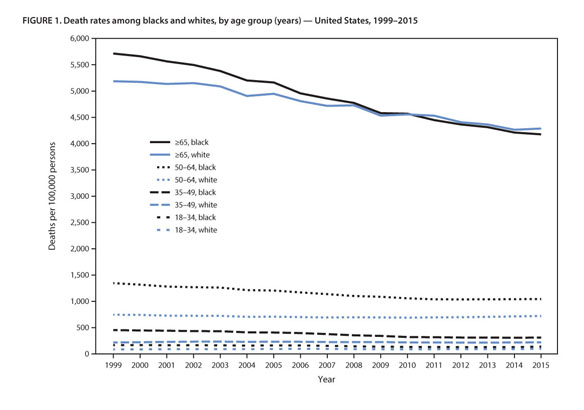 FIGURE 1. Death rates among blacks and whites, by age group (years) — United States, 1999–2015
6,000
5,500
5,000
4,500
4,000
3,500
3,000
2,500
2,000
1,500
1,000
500
0
Deaths per 100,000 persons
≥65, black
≥65, white
50–64, black
50–64, white
35–49, black
35–49, white
18–34, black
18–34, white
1999 2000 2001 2002 2003 2004 2005 2006 2007 2008 2009 2010 2011 2012 2013 2014 2015
Year